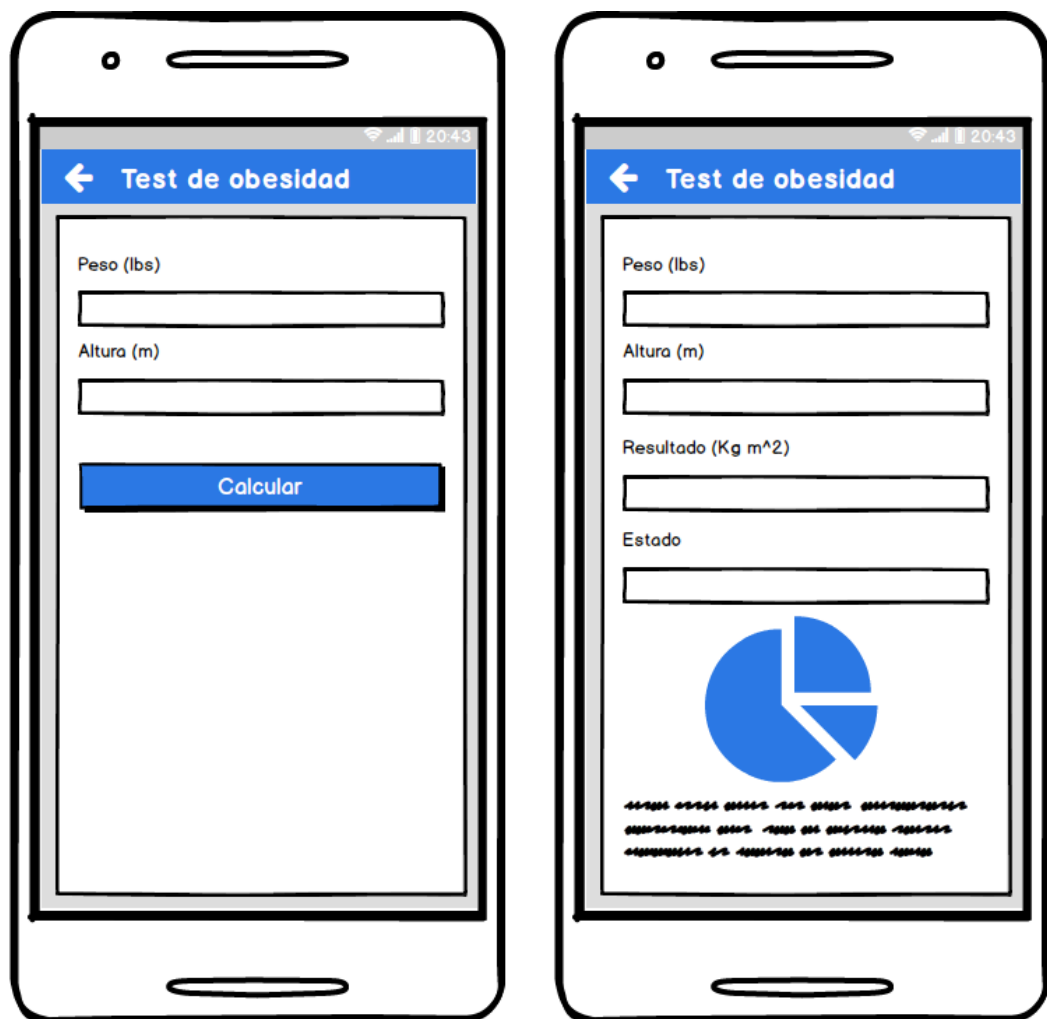 20:43
Test de obesidad
Peso (lbs)
Altura (m)
Calcular
20:43
Test de obesidad
Peso (lbs)
Altura (m)
Resultado (Kg m^2)
Estado